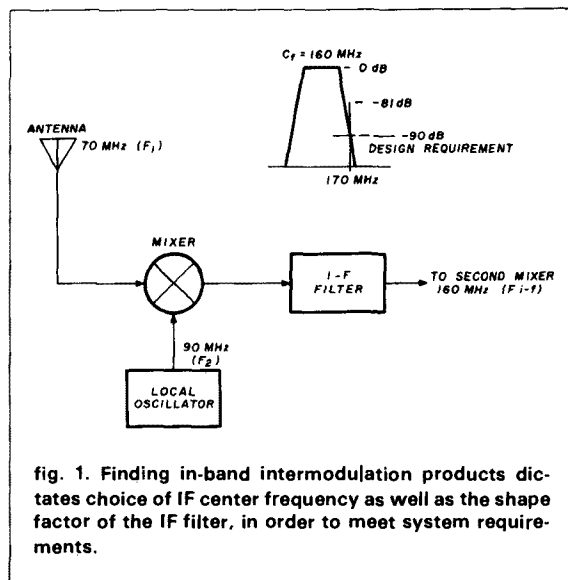 Cf = 160 MHz
0 dB
-81 dB
-90 dB
DESIGN REQUIREMENT
170 MHz
ANTENNA
70 MHz (F1)
MIXER
I-F
FILTER
TO SECOND MIXER
160 MHz (F i-f)
90 MHz
(F2)
LOCAL
OSCILLATOR
fig. 1. Finding in-band intermodulation products dic-
tates choice of IF center frequency as well as the shape
factor of the IF filter, in order to meet system require-
ments.